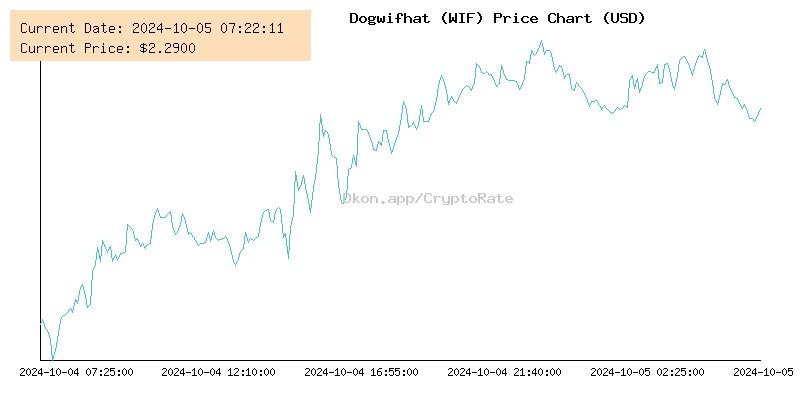 Dogwifhat (WIF) Price Chart (USD)
Current Date: 2024-10-05 07:22:11
Current Price: $2.2900
Dkon.app/CryptoRate
2024-10-04 07:25:00 2024-10-04 12:10:00 2024-10-04 16:55:00 2024-10-04 21:40:00 2024-10-05 02:25:00 2024-10-05